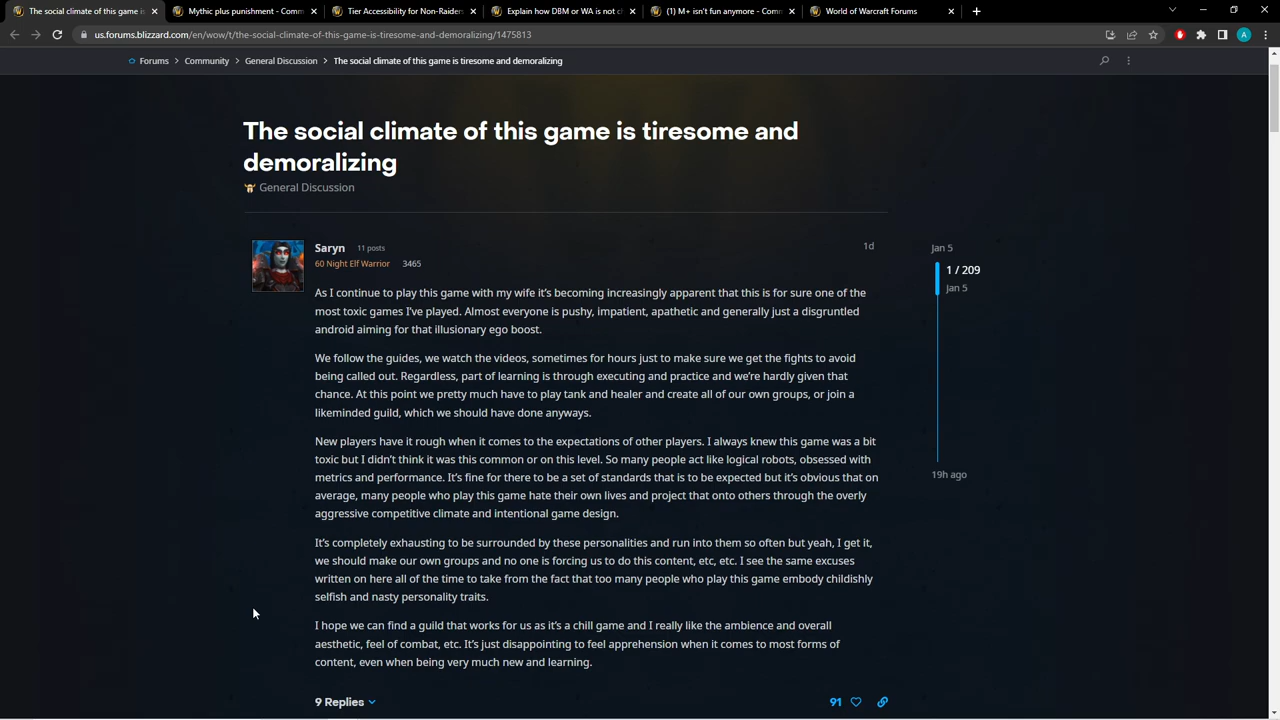 The social climate of this game is
Mythic plus punishment - Comm
Tier Accessibility for Non-Raiders
Explain how DBM or WA is not ch
(1) M+ isn't fun anymore - Comm
World of Warcraft Forums
us.forums.blizzard.com/en/wow/t/the-social-climate-of-this-game-is-tiresome-and-demoralizing/1475813
A
Forums > Community > General Discussion > The social climate of this game is tiresome and demoralizing
The social climate of this game is tiresome and
demoralizing
General Discussion
Saryn 11 posts 1d
60 Night Elf Warrior 3465
Jan 5
1 / 209
Jan 5
19h ago
As I continue to play this game with my wife it's becoming increasingly apparent that this is for sure one of the
most toxic games I've played. Almost everyone is pushy, impatient, apathetic and generally just a disgruntled
android aiming for that illusionary ego boost.
We follow the guides, we watch the videos, sometimes for hours just to make sure we get the fights to avoid
being called out. Regardless, part of learning is through executing and practice and we're hardly given that
chance. At this point we pretty much have to play tank and healer and create all of our own groups, or join a
likeminded guild, which we should have done anyways.
New players have it rough when it comes to the expectations of other players. I always knew this game was a bit
toxic but I didn't think it was this common or on this level. So many people act like logical robots, obsessed with
metrics and performance. It's fine for there to be a set of standards that is to be expected but it's obvious that on
average, many people who play this game hate their own lives and project that onto others through the overly
aggressive competitive climate and intentional game design.
It's completely exhausting to be surrounded by these personalities and run into them so often but yeah, I get it,
we should make our own groups and no one is forcing us to do this content, etc, etc. I see the same excuses
written on here all of the time to take from the fact that too many people who play this game embody childishly
selfish and nasty personality traits.
I hope we can find a guild that works for us as it's a chill game and I really like the ambience and overall
aesthetic, feel of combat, etc. It's just disappointing to feel apprehension when it comes to most forms of
content, even when being very much new and learning.
9 Replies 91